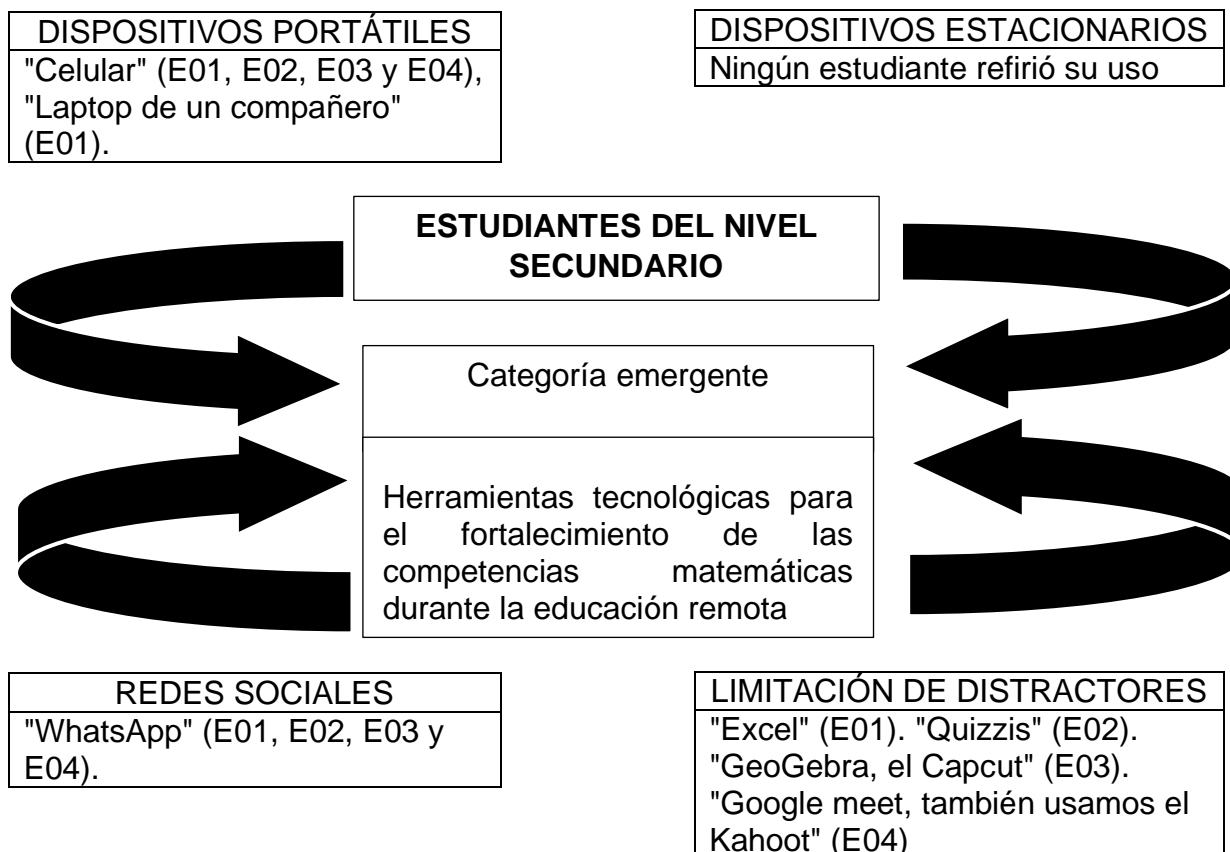 DISPOSITIVOS PORTÁTILES
"Celular" (E01, E02, E03 y E04),
"Laptop de un compañero"
(E01).
DISPOSITIVOS ESTACIONARIOS
Ningún estudiante refirió su uso
ESTUDIANTES DEL NIVEL
SECUNDARIO
Categoría emergente
Herramientas tecnológicas para
el fortalecimiento de las
competencias matemáticas
durante la educación remota
REDES SOCIALES
"WhatsApp" (E01, E02, E03 y
E04).
LIMITACIÓN DE DISTRACTORES
"Excel" (E01). "Quizzis" (E02).
"GeoGebra, el Capcut" (E03).
"Google meet, también usamos el
Kahoot" (E04)